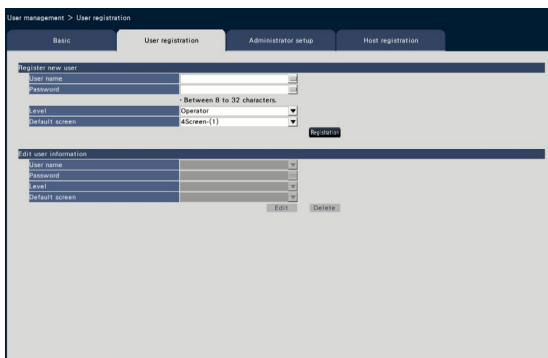 User management > User registration
Basic User registration Administrator setup Host registration
Register new user
User name
Password
・Between 8 to 32 characters.
Level Operator
Default screen 4Screen-(1)
Registration
Edit user information
User name
Password
Level
Default screen
Edit Delete